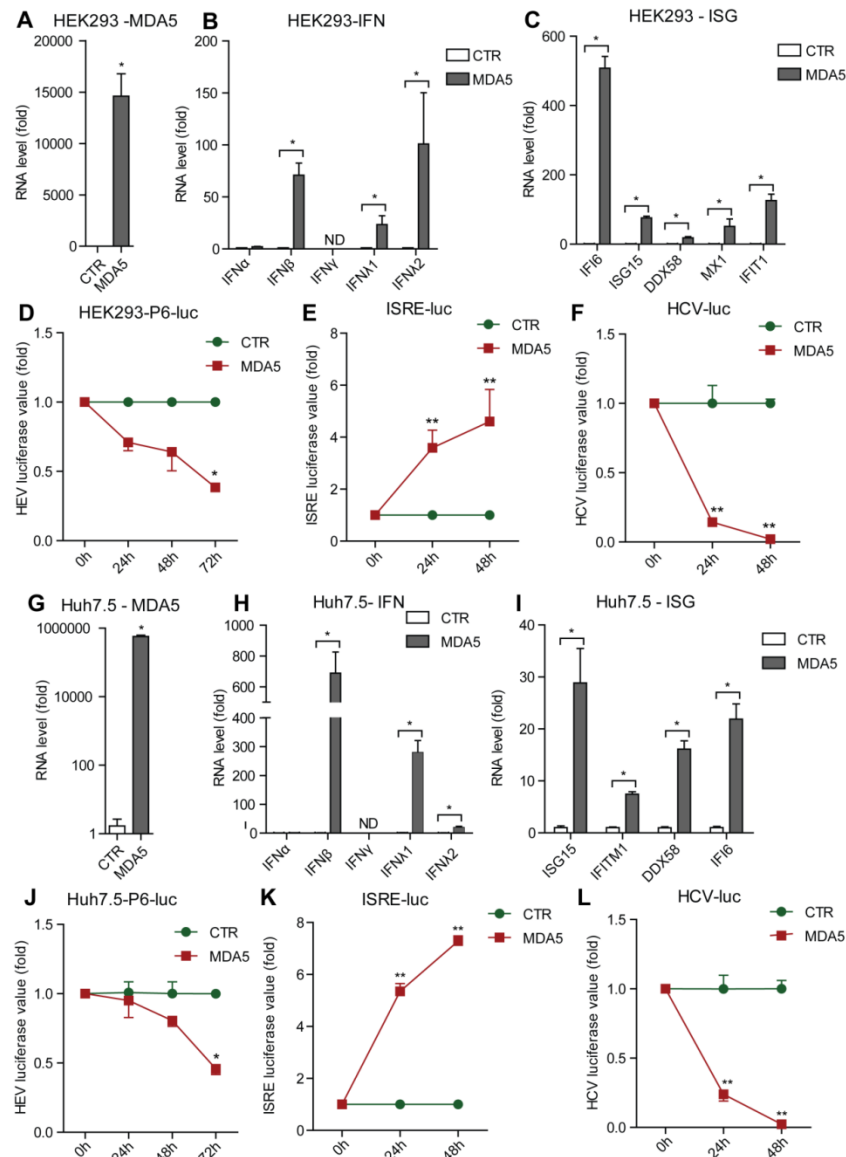 A HEK293 -MDA5
RNA level (fold)
20000
15000
10000
5000
0
*
CTR
MDA5
B HEK293-IFN
RNA level (fold)
200
150
100
50
0
CTR
MDA5
*
*
*
ND
IFNα
IFNβ
IFNγ
IFNλ1
IFNλ2
C HEK293 - ISG
RNA level (fold)
600
400
200
0
CTR
MDA5
*
*
*
*
*
IFI6
ISG15
DDX58
MX1
IFIT1
D HEK293-P6-luc
HEV luciferase value (fold)
1.5
1.0
0.5
0.0
CTR
MDA5
*
0h
24h
48h
72h
E ISRE-luc
ISRE luciferase value (fold)
8
6
4
2
0
CTR
MDA5
**
**
0h
24h
48h
F HCV-luc
HCV luciferase value (fold)
1.5
1.0
0.5
0.0
CTR
MDA5
**
**
0h
24h
48h
G Huh7.5 - MDA5
RNA level (fold)
1000000
100
1
*
CTR
MDA5
H Huh7.5- IFN
RNA level (fold)
1000
800
600
400
300
200
100
0
CTR
MDA5
*
*
*
ND
IFNα
IFNβ
IFNγ
IFNλ1
IFNλ2
I Huh7.5 - ISG
RNA level (fold)
40
30
20
10
0
CTR
MDA5
*
*
*
*
ISG15
IFITM1
DDX58
IFI6
J Huh7.5-P6-luc
HEV luciferase value (fold)
1.5
1.0
0.5
0.0
CTR
MDA5
*
0h
24h
48h
72h
K ISRE-luc
ISRE luciferase value (fold)
8
6
4
2
0
CTR
MDA5
**
**
0h
24h
48h
L HCV-luc
HCV luciferase value (fold)
1.5
1.0
0.5
0.0
CTR
MDA5
**
**
0h
24h
48h